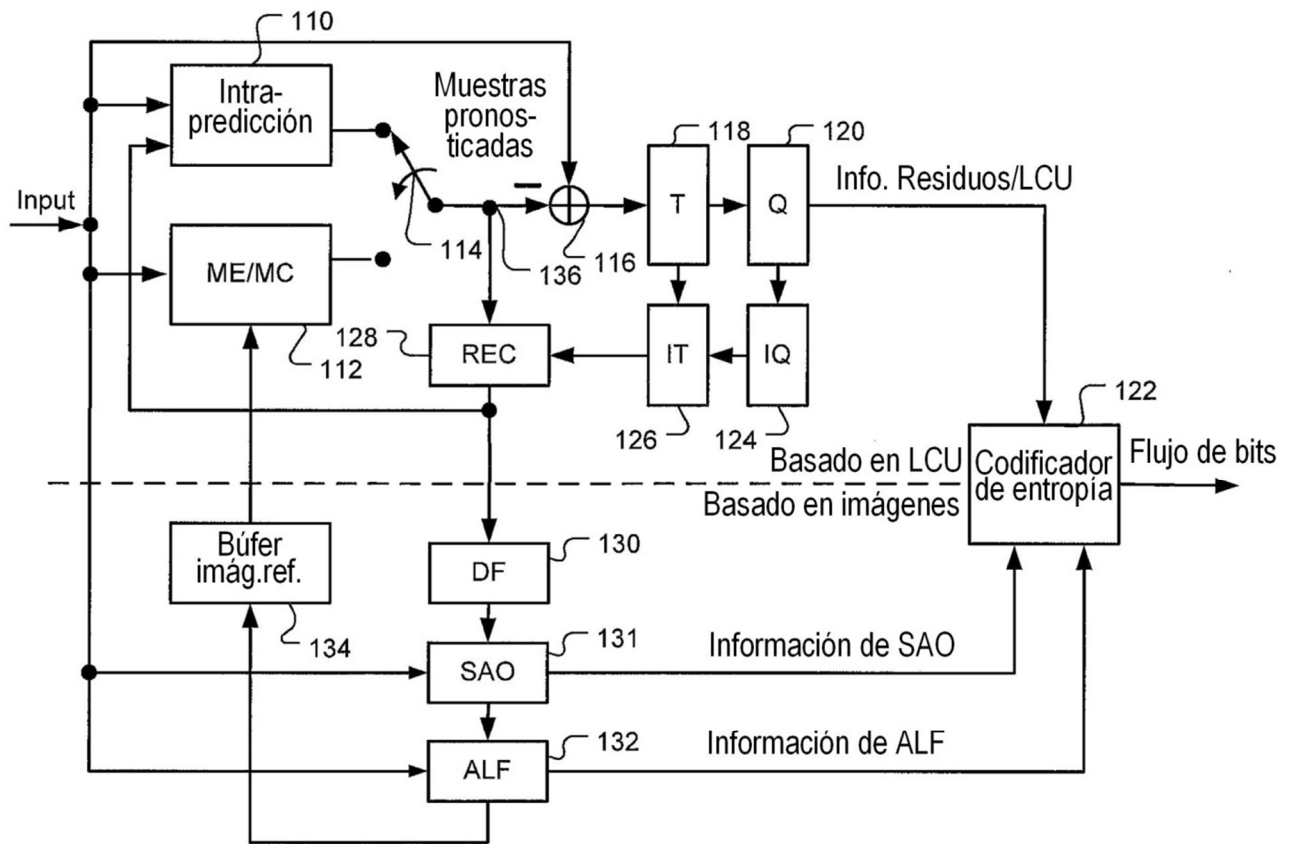 110
Intra-
predicción
Muestras
pronos-
ticadas
118
120
Info. Residuos/LCU
Input
T
Q
ME/MC
114
136
116
128
REC
IT
IQ
112
126
124
122
Basado en LCU
Codificador
de entropía
Flujo de bits
Basado en imágenes
Búfer
imág.ref.
130
DF
134
131
Información de SAO
SAO
132
Información de ALF
ALF